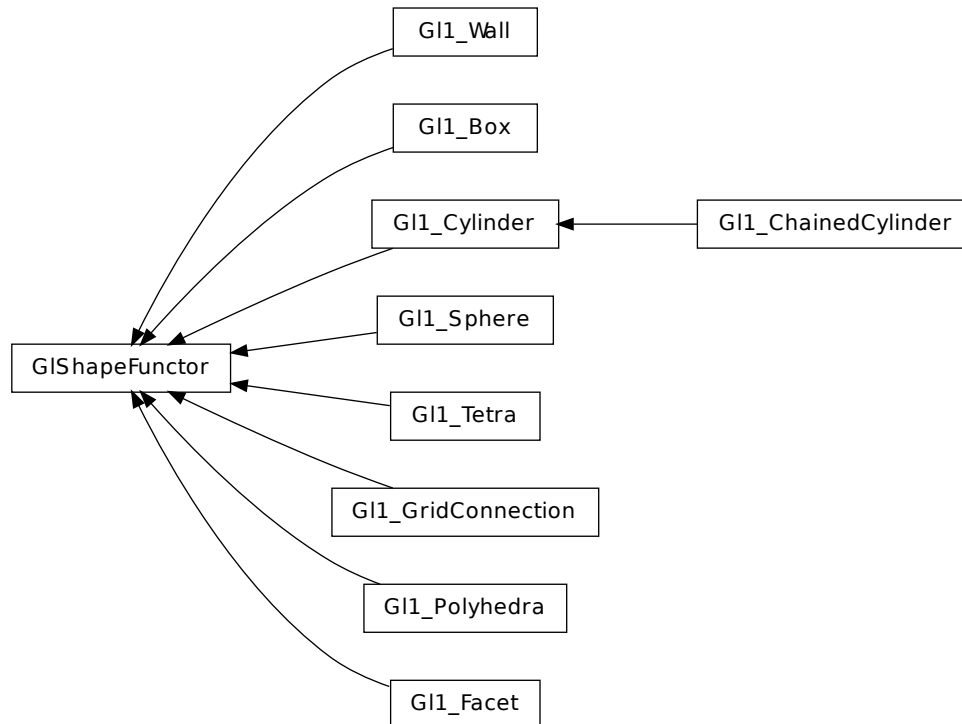 Gl1_Wall
Gl1_Box
Gl1_Cylinder
Gl1_ChainedCylinder
Gl1_Sphere
GlShapeFunctor
Gl1_Tetra
Gl1_GridConnection
Gl1_Polyhedra
Gl1_Facet